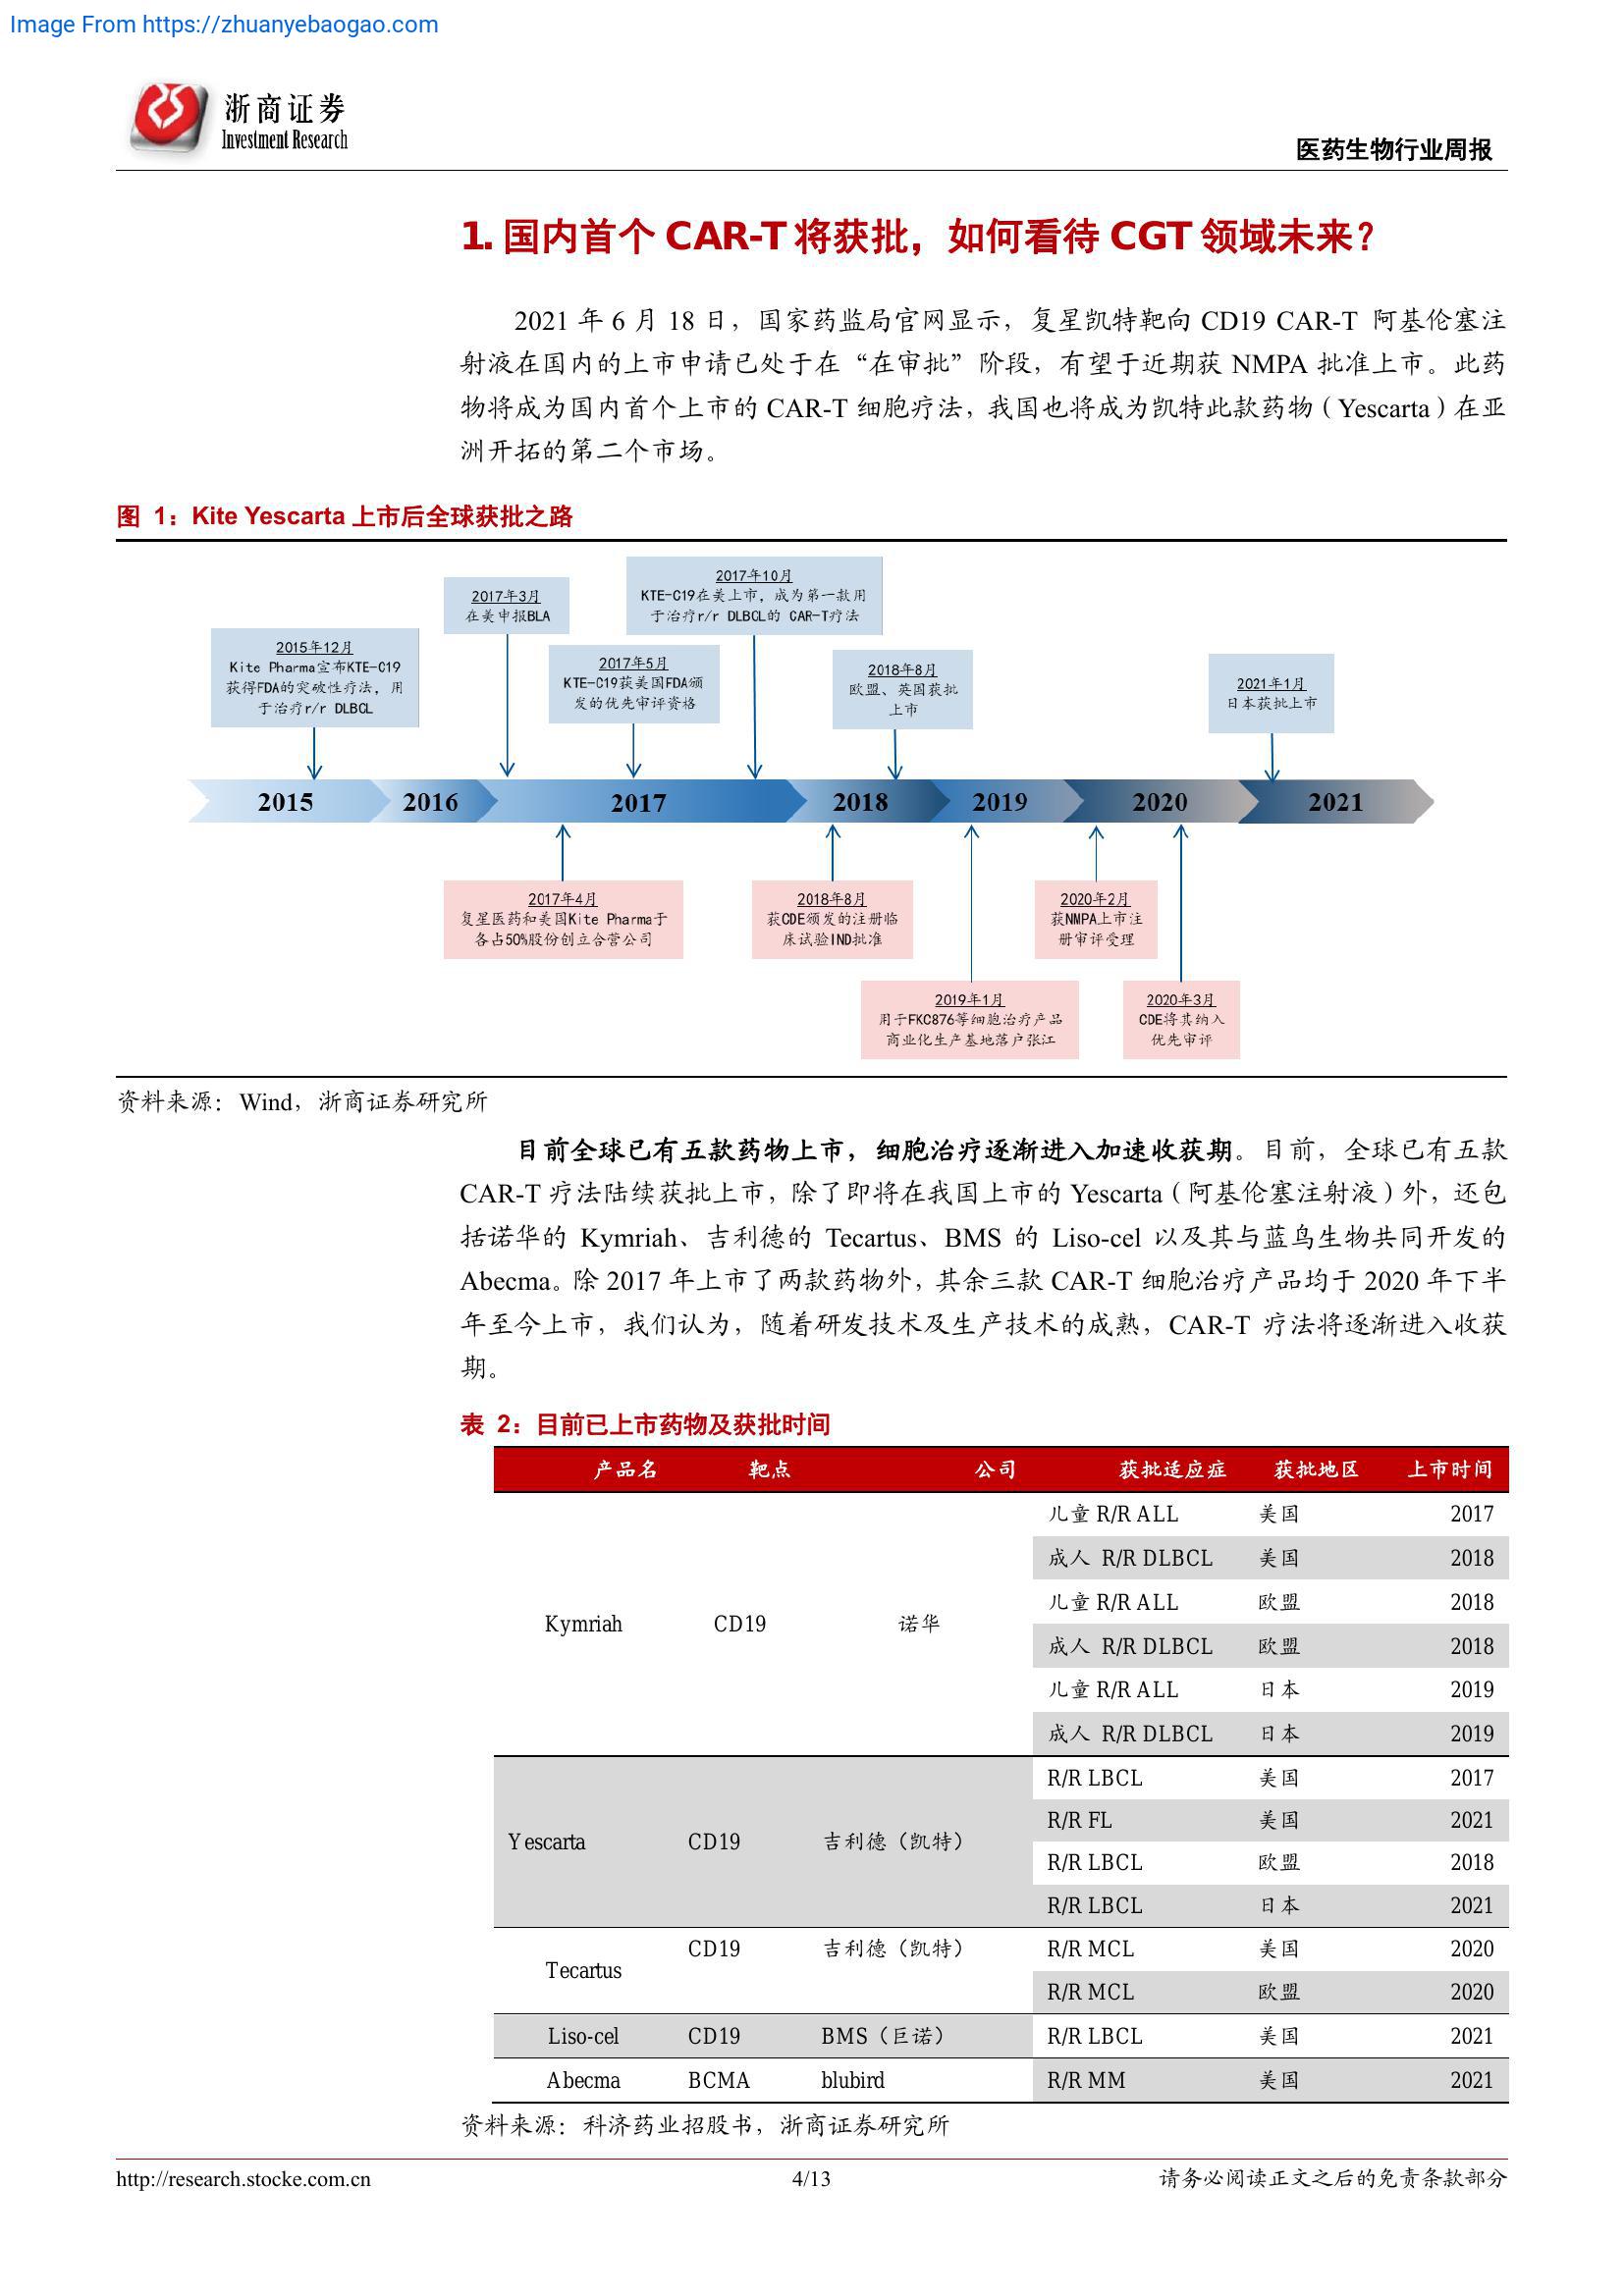 Image From https://zhuanyebaogao.com
浙商证券
Investment Research
医药生物行业周报
1. 国内首个 CAR-T 将获批，如何看待 CGT 领域未来？
2021 年 6 月 18 日，国家药监局官网显示，复星凯特靶向 CD19 CAR-T 阿基伦塞注
射液在国内的上市申请已处于在“在审批”阶段，有望于近期获 NMPA 批准上市。此药
物将成为国内首个上市的 CAR-T 细胞疗法，我国也将成为凯特此款药物（Yescarta）在亚
洲开拓的第二个市场。
图 1：Kite Yescarta 上市后全球获批之路
2015年12月
Kite Pharma宣布KTE-C19
获得FDA的突破性疗法，用
于治疗r/r DLBCL
2017年3月
在美申报BLA
2017年5月
KTE-C19获美国FDA颁
发的优先审评资格
2017年10月
KTE-C19在美上市，成为第一款用
于治疗r/r DLBCL的 CAR-T疗法
2018年8月
欧盟、英国获批
上市
2021年1月
日本获批上市
2015 2016 2017 2018 2019 2020 2021
2017年4月
复星医药和美国Kite Pharma于
各占50%股份创立合营公司
2018年8月
获CDE颁发的注册临
床试验IND批准
2019年1月
用于FKC876等细胞治疗产品
商业化生产基地落户张江
2020年2月
获NMPA上市注
册审评受理
2020年3月
CDE将其纳入
优先审评
资料来源：Wind，浙商证券研究所
目前全球已有五款药物上市，细胞治疗逐渐进入加速收获期。目前，全球已有五款
CAR-T 疗法陆续获批上市，除了即将在我国上市的 Yescarta（阿基伦塞注射液）外，还包
括诺华的 Kymriah、吉利德的 Tecartus、BMS 的 Liso-cel 以及其与蓝鸟生物共同开发的
Abecma。除 2017 年上市了两款药物外，其余三款 CAR-T 细胞治疗产品均于 2020 年下半
年至今上市，我们认为，随着研发技术及生产技术的成熟，CAR-T 疗法将逐渐进入收获
期。
表 2：目前已上市药物及获批时间
产品名 靶点 公司 获批适应症 获批地区 上市时间
儿童 R/R ALL 美国 2017
成人 R/R DLBCL 美国 2018
儿童 R/R ALL 欧盟 2018
Kymriah CD19 诺华
成人 R/R DLBCL 欧盟 2018
儿童 R/R ALL 日本 2019
成人 R/R DLBCL 日本 2019
R/R LBCL 美国 2017
R/R FL 美国 2021
Yescarta CD19 吉利德（凯特）
R/R LBCL 欧盟 2018
R/R LBCL 日本 2021
CD19 吉利德（凯特） R/R MCL 美国 2020
Tecartus
R/R MCL 欧盟 2020
Liso-cel CD19 BMS（巨诺） R/R LBCL 美国 2021
Abecma BCMA blubird R/R MM 美国 2021
资料来源：科济药业招股书，浙商证券研究所
http://research.stocke.com.cn 4/13 请务必阅读正文之后的免责条款部分